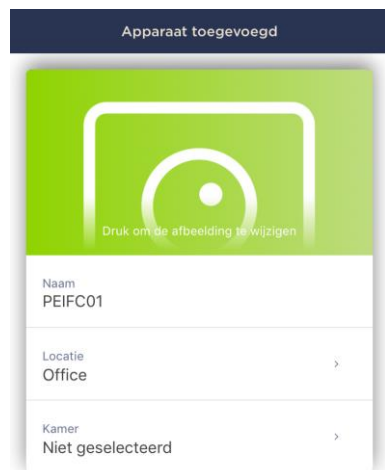 Apparaat toegevoegd
Druk om de afbeelding te wijzigen
Naam
PEIFC01
Locatie
Office
Kamer
Niet geselecteerd